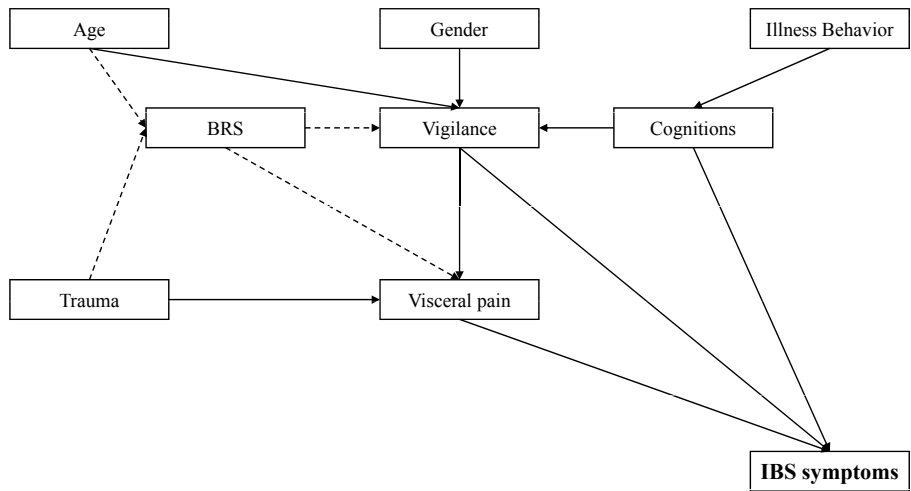 Age
Gender
Illness Behavior
BRS
Vigilance
Cognitions
Trauma
Visceral pain
IBS symptoms